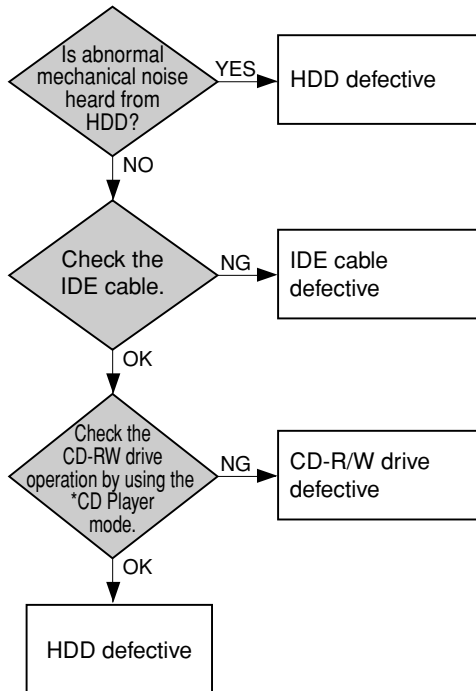 Is abnormal
mechanical noise
heard from
HDD?
YES
HDD defective
NO
Check the
IDE cable.
NG
IDE cable
defective
OK
Check the
CD-RW drive
operation by using the
*CD Player
mode.
NG
CD-R/W drive
defective
OK
HDD defective